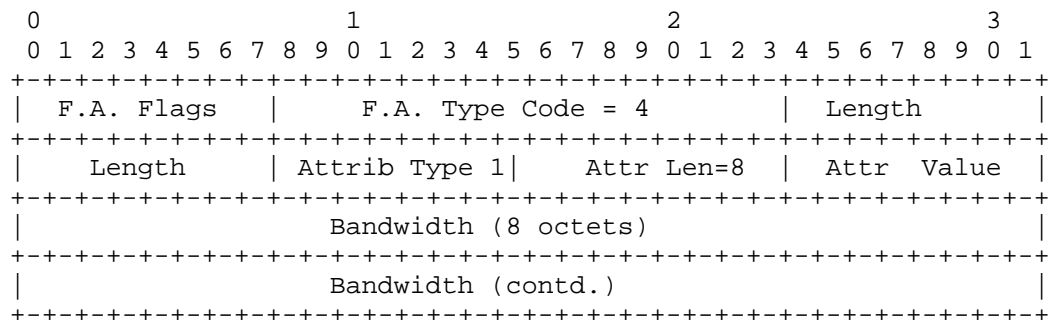 0                   1                   2                   3
 0 1 2 3 4 5 6 7 8 9 0 1 2 3 4 5 6 7 8 9 0 1 2 3 4 5 6 7 8 9 0 1
+-+-+-+-+-+-+-+-+-+-+-+-+-+-+-+-+-+-+-+-+-+-+-+-+-+-+-+-+-+-+-+-+
|  F.A. Flags   |     F.A. Type Code = 4        |  Length       |
+-+-+-+-+-+-+-+-+-+-+-+-+-+-+-+-+-+-+-+-+-+-+-+-+-+-+-+-+-+-+-+-+
|    Length     | Attrib Type 1|    Attr Len=8  |  Attr  Value  |
+-+-+-+-+-+-+-+-+-+-+-+-+-+-+-+-+-+-+-+-+-+-+-+-+-+-+-+-+-+-+-+-+
|                   Bandwidth (8 octets)                        |
+-+-+-+-+-+-+-+-+-+-+-+-+-+-+-+-+-+-+-+-+-+-+-+-+-+-+-+-+-+-+-+-+
|                   Bandwidth (contd.)                          |
+-+-+-+-+-+-+-+-+-+-+-+-+-+-+-+-+-+-+-+-+-+-+-+-+-+-+-+-+-+-+-+-+